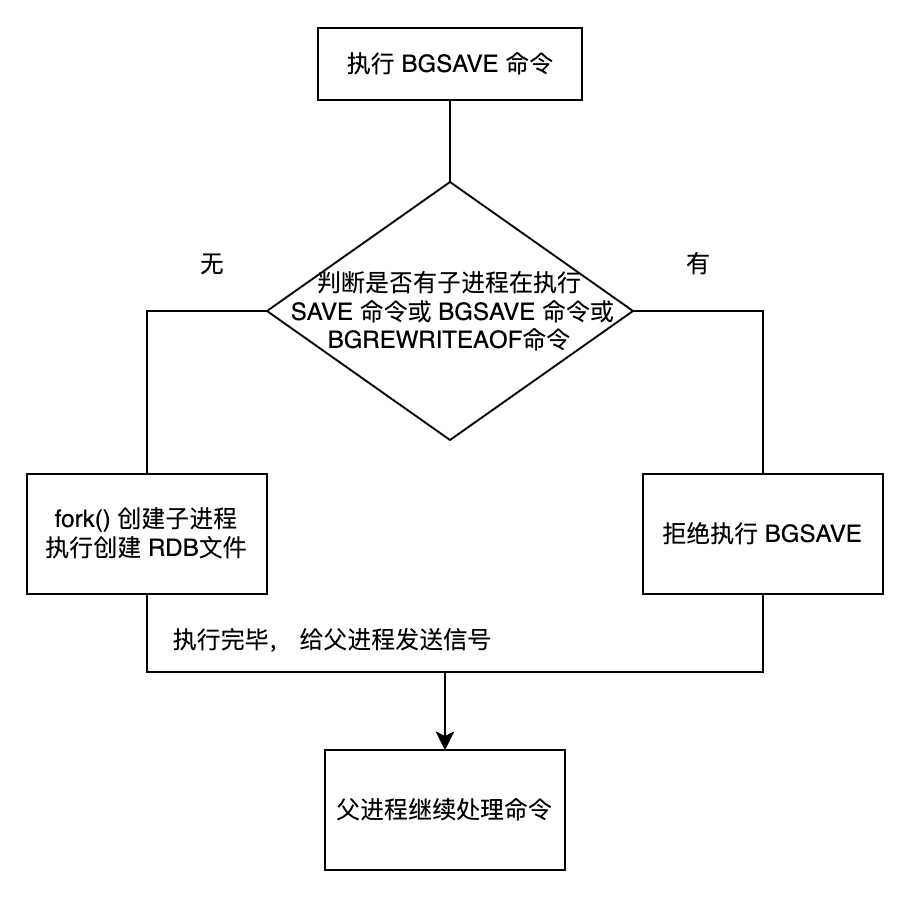 执行 BGSAVE 命令
无
有
判断是否有子进程在执行
SAVE 命令或 BGSAVE 命令或
BGREWRITEAOF命令
fork() 创建子进程
执行创建 RDB文件
拒绝执行 BGSAVE
执行完毕， 给父进程发送信号
父进程继续处理命令